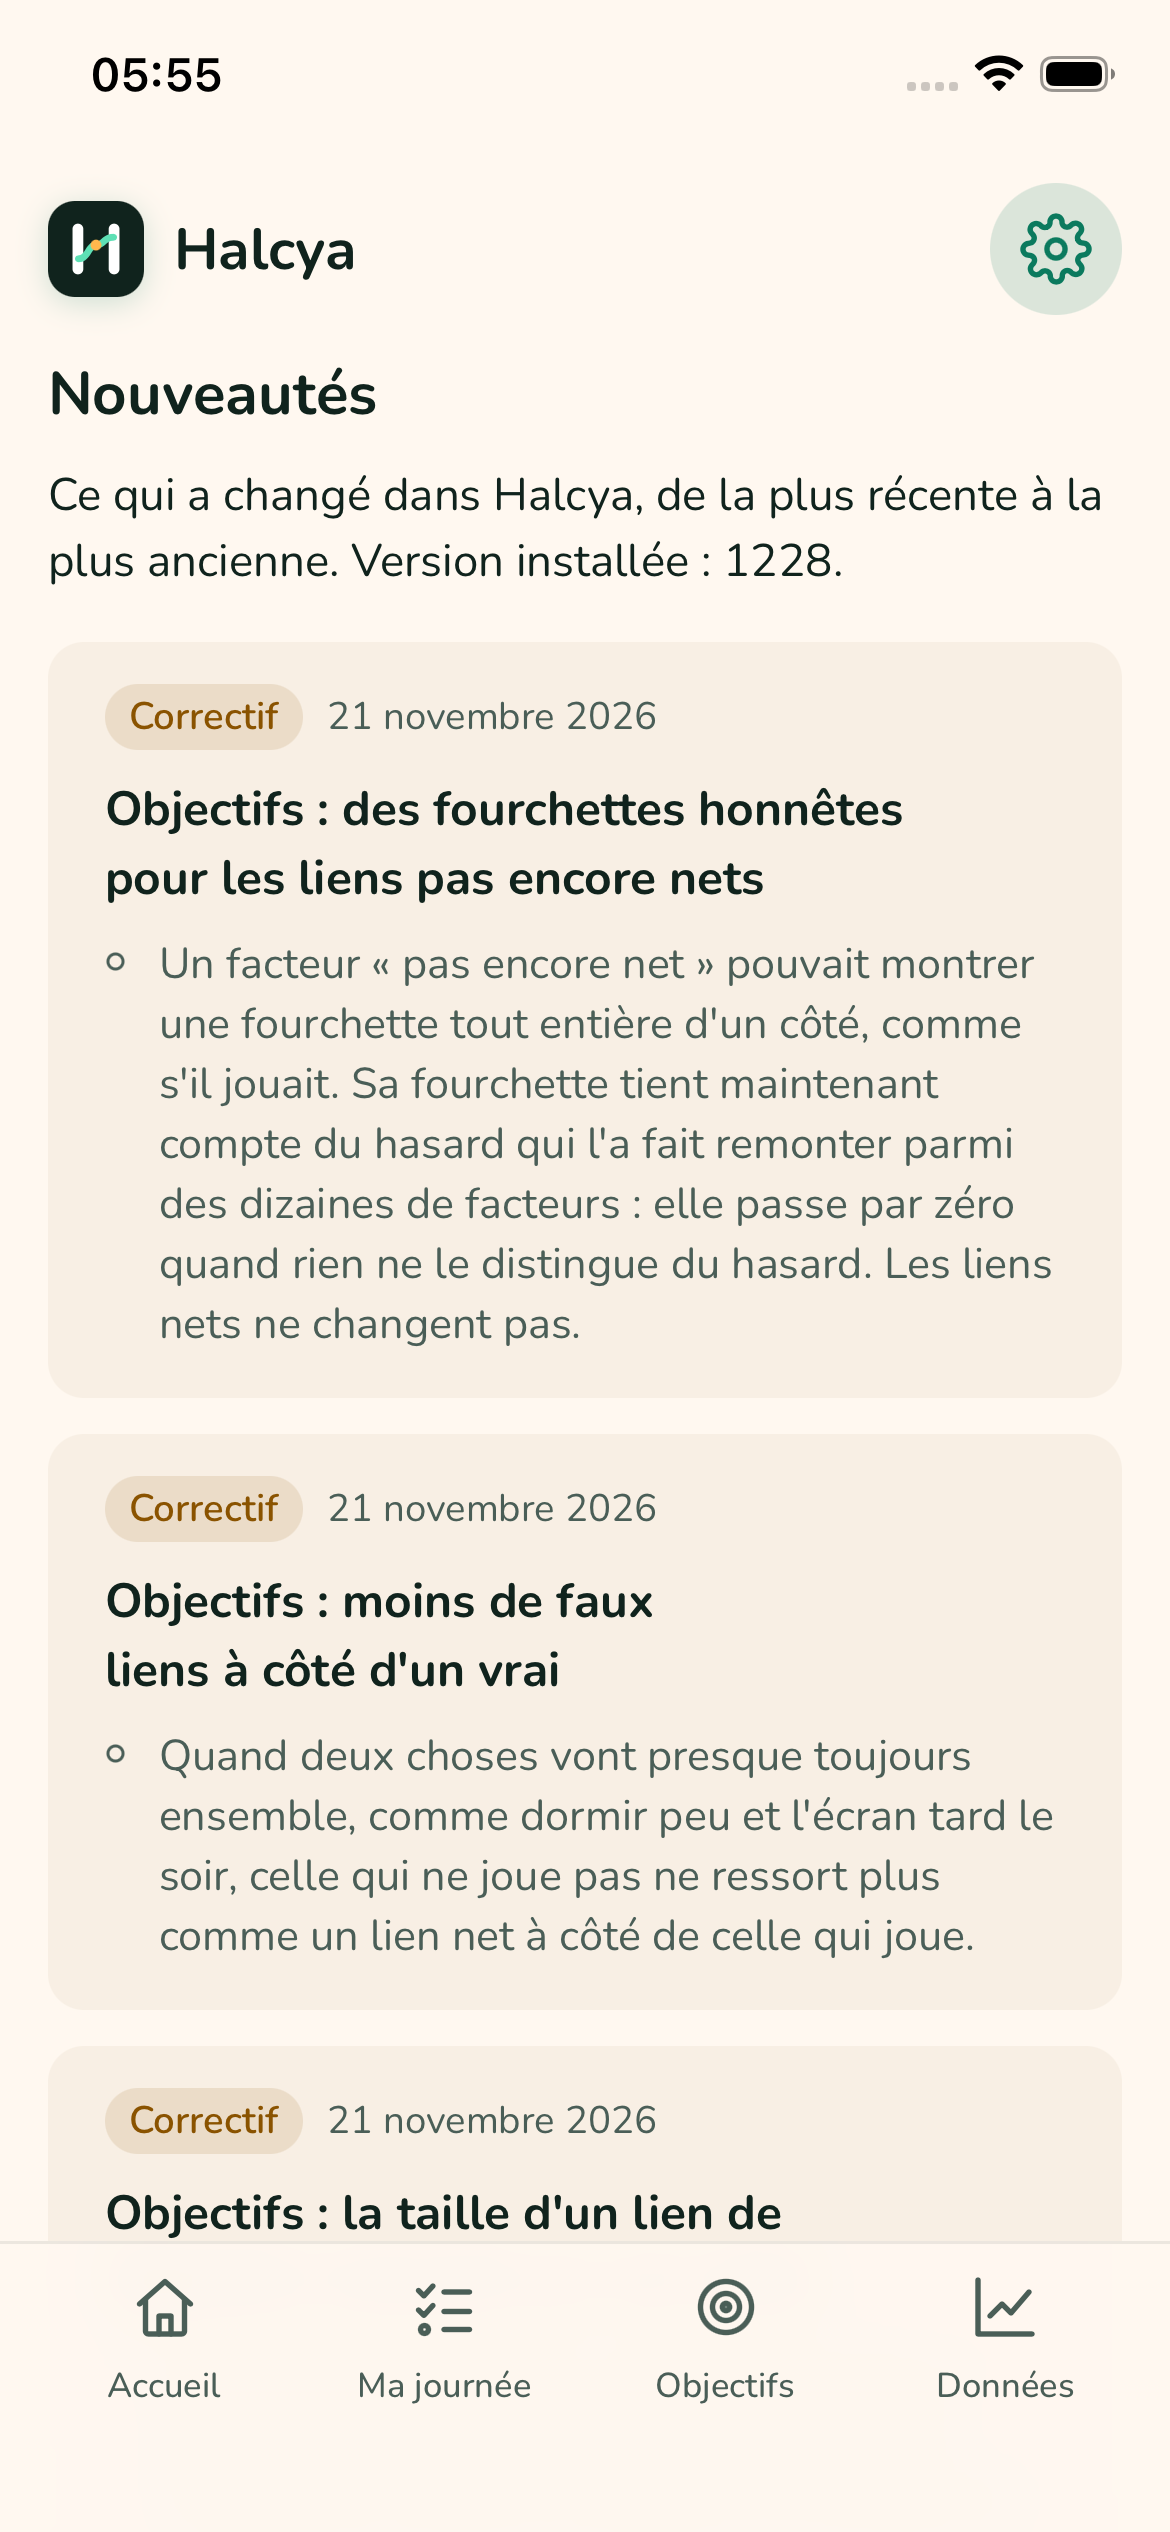 05:55
Halcya
Nouveautés
Ce qui a changé dans Halcya, de la plus récente à la
plus ancienne. Version installée : 1228.
Correctif 21 novembre 2026
Objectifs : des fourchettes honnêtes
pour les liens pas encore nets
Un facteur « pas encore net » pouvait montrer
une fourchette tout entière d'un côté, comme
s'il jouait. Sa fourchette tient maintenant
compte du hasard qui l'a fait remonter parmi
des dizaines de facteurs : elle passe par zéro
quand rien ne le distingue du hasard. Les liens
nets ne changent pas.
Correctif 21 novembre 2026
Objectifs : moins de faux
liens à côté d'un vrai
Quand deux choses vont presque toujours
ensemble, comme dormir peu et l'écran tard le
soir, celle qui ne joue pas ne ressort plus
comme un lien net à côté de celle qui joue.
Correctif 21 novembre 2026
Objectifs : la taille d'un lien de
Accueil Ma journée Objectifs Données